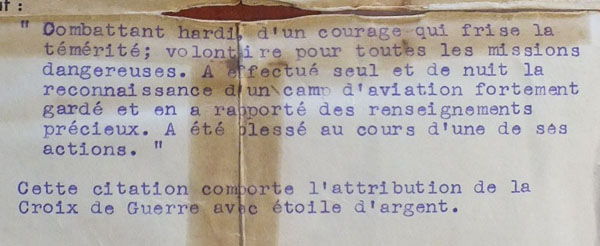 t :
" Combattant hardi, d'un courage qui frise la
témérité; volontaire pour toutes les missions
dangereuses. A effectué seul et de nuit la
reconnaissance d'un camp d'aviation fortement
gardé et en a rapporté des renseignements
précieux. A été blessé au cours d'une de ses
actions. "
Cette citation comporte l'attribution de la
Croix de Guerre avec étoile d'argent.